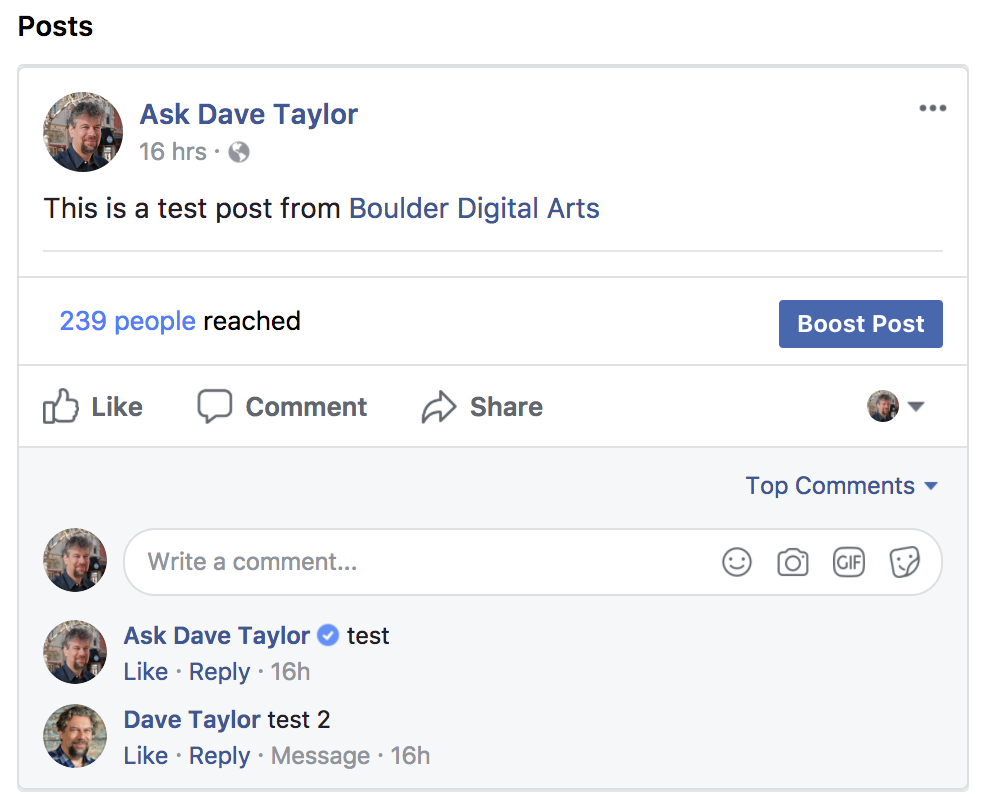 Posts
Ask Dave Taylor
16 hrs ·
This is a test post from Boulder Digital Arts
239 people reached
Boost Post
Like Comment Share
Top Comments
Write a comment...
GIF
Ask Dave Taylor test
Like · Reply · 16h
Dave Taylor test 2
Like · Reply · Message · 16h